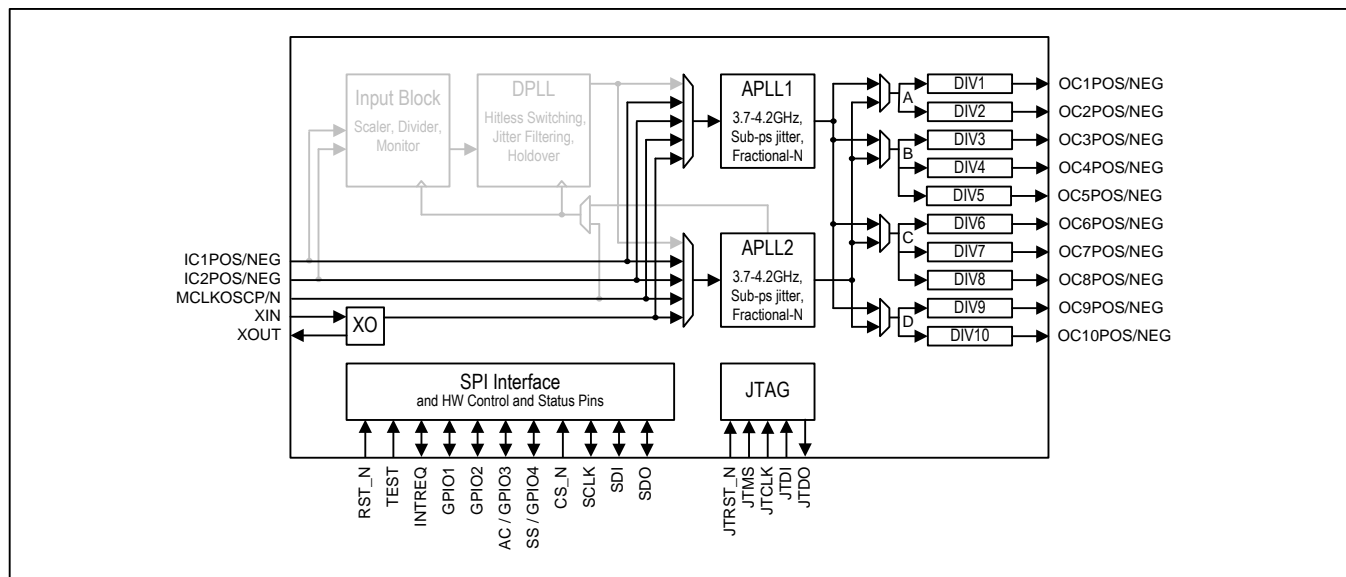 Input Block
Scaler, Divider,
Monitor
DPLL
Hitless Switching,
Jitter Filtering,
Holdover
APLL1
3.7-4.2GHz,
Sub-ps jitter,
Fractional-N
APLL2
3.7-4.2GHz,
Sub-ps jitter,
Fractional-N
A
B
C
D
DIV1
DIV2
DIV3
DIV4
DIV5
DIV6
DIV7
DIV8
DIV9
DIV10
OC1POS/NEG
OC2POS/NEG
OC3POS/NEG
OC4POS/NEG
OC5POS/NEG
OC6POS/NEG
OC7POS/NEG
OC8POS/NEG
OC9POS/NEG
OC10POS/NEG
IC1POS/NEG
IC2POS/NEG
MCLKOSCP/N
XIN
XOUT
XO
SPI Interface
and HW Control and Status Pins
JTAG
RST_N
TEST
INTREQ
GPIO1
GPIO2
AC / GPIO3
SS / GPIO4
CS_N
SCLK
SDI
SDO
JTRST_N
JTMS
JTCLK
JTDI
JTDO